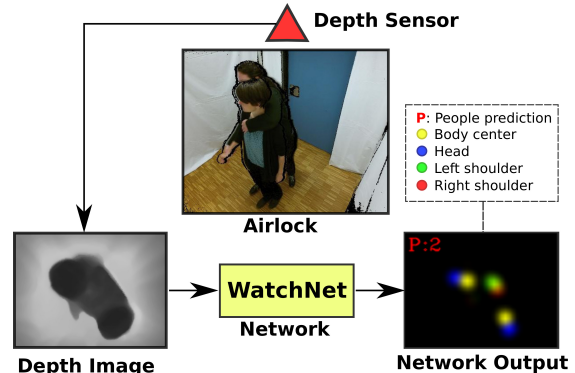 Depth Sensor
Airlock
P: People prediction
Body center
Head
Left shoulder
Right shoulder
P:2
WatchNet
Network
Depth Image
Network Output